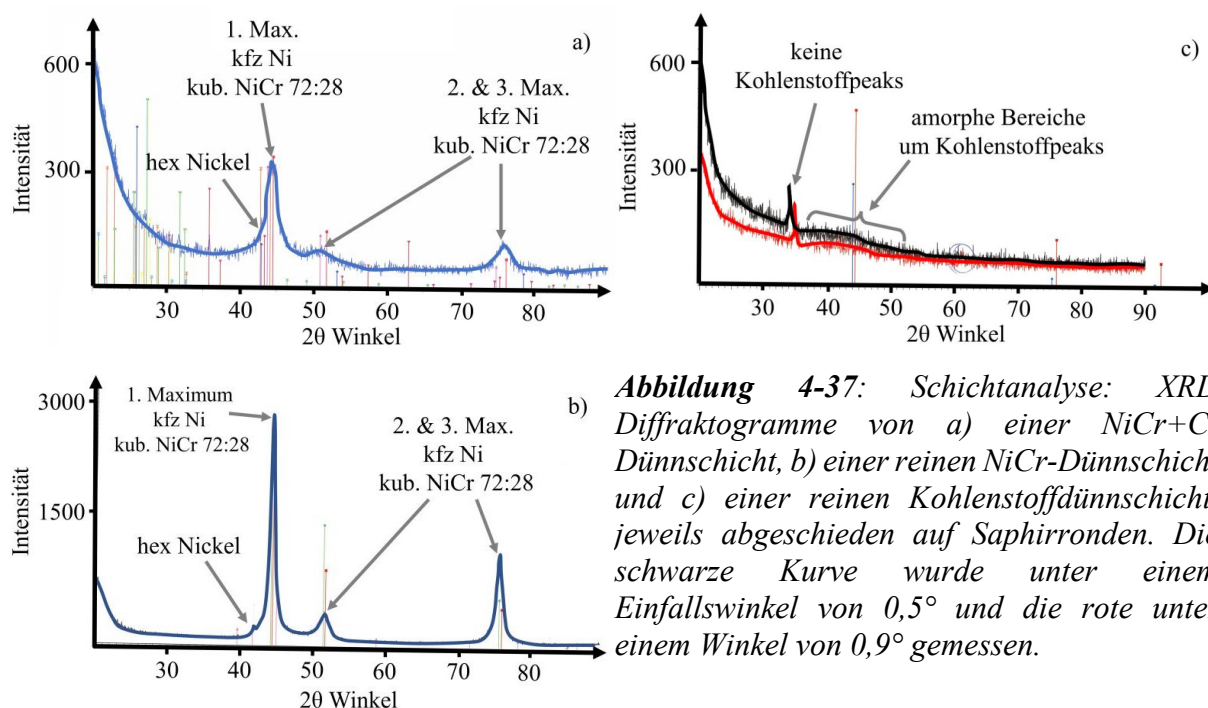 a)
1. Max.
kfz Ni
kub. NiCr 72:28
2. & 3. Max.
kfz Ni
kub. NiCr 72:28
hex Nickel
600
300
Intensität
30 40 50 60 70 80
2θ Winkel
c)
keine
Kohlenstoffpeaks
amorphe Bereiche
um Kohlenstoffpeaks
600
300
Intensität
30 40 50 60 70 80 90
2θ Winkel
b)
1. Maximum
kfz Ni
kub. NiCr 72:28
2. & 3. Max.
kfz Ni
kub. NiCr 72:28
hex Nickel
3000
1500
Intensität
30 40 50 60 70 80
2θ Winkel
Abbildung 4-37: Schichtanalyse: XRD
Diffraktogramme von a) einer NiCr+C
Dünnschicht, b) einer reinen NiCr-Dünnschich
und c) einer reinen Kohlenstoffdünnschicht
jeweils abgeschieden auf Saphirronden. Di
schwarze Kurve wurde unter einem
Einfallswinkel von 0,5° und die rote unte
einem Winkel von 0,9° gemessen.